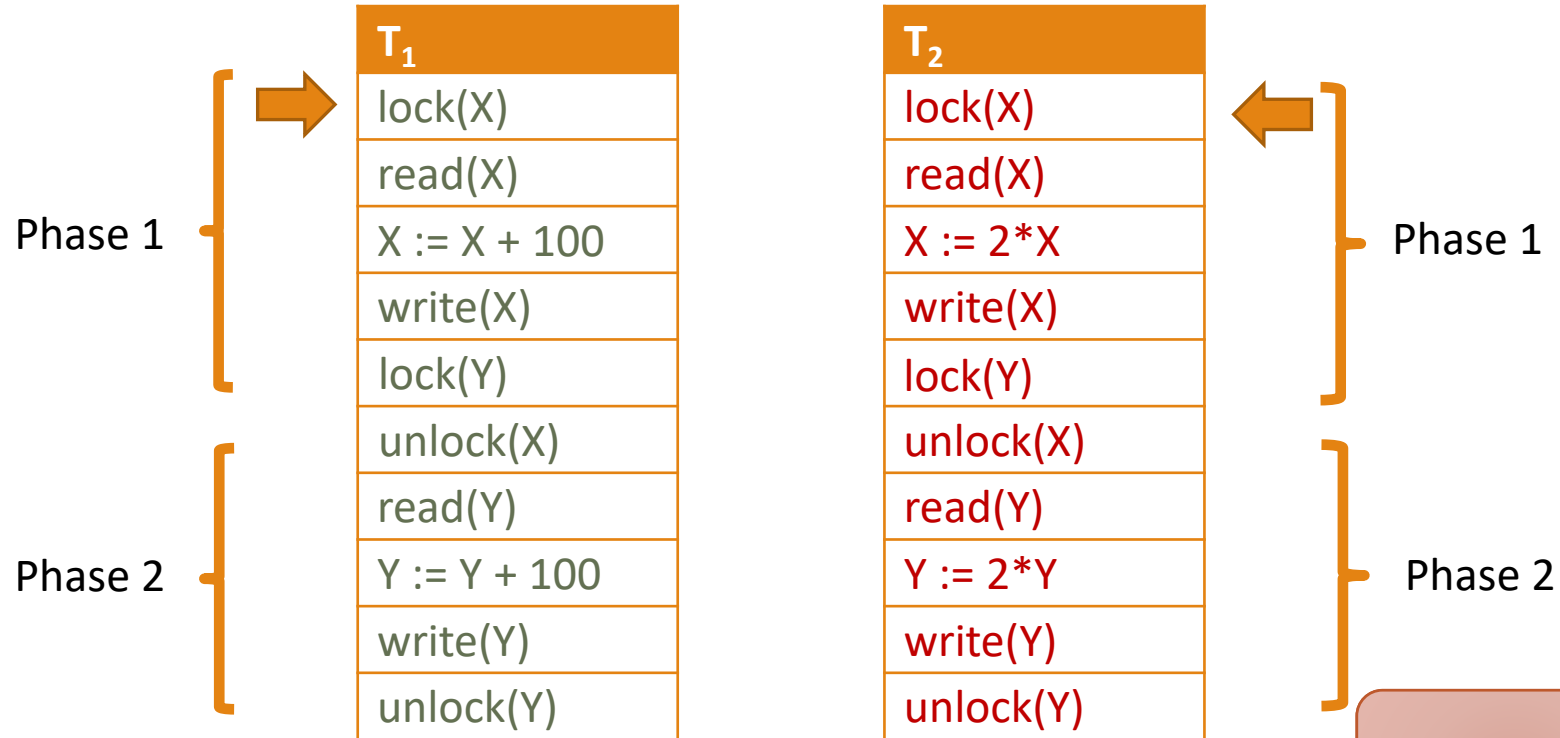 T₁
lock(X)
read(X)
X := X + 100
write(X)
lock(Y)
unlock(X)
read(Y)
Y := Y + 100
write(Y)
unlock(Y)
Phase 1
Phase 2
T₂
lock(X)
read(X)
X := 2*X
write(X)
lock(Y)
unlock(X)
read(Y)
Y := 2*Y
write(Y)
unlock(Y)
Phase 1
Phase 2